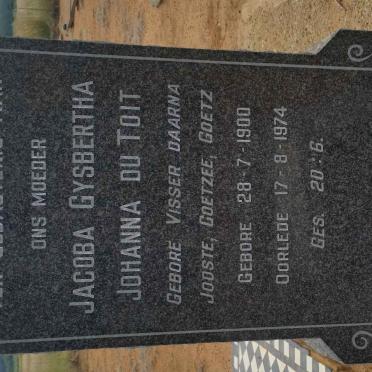 ONS MOEDER
JACOBA GYSBERTHA
JOHANNA DU TOIT
GEBORE VISSER DAARNA
JOOSTE, COETZEE, COETZ
GEBORE 28-7-1900
OORLEDE 17-8-1974
GES. 20:6.